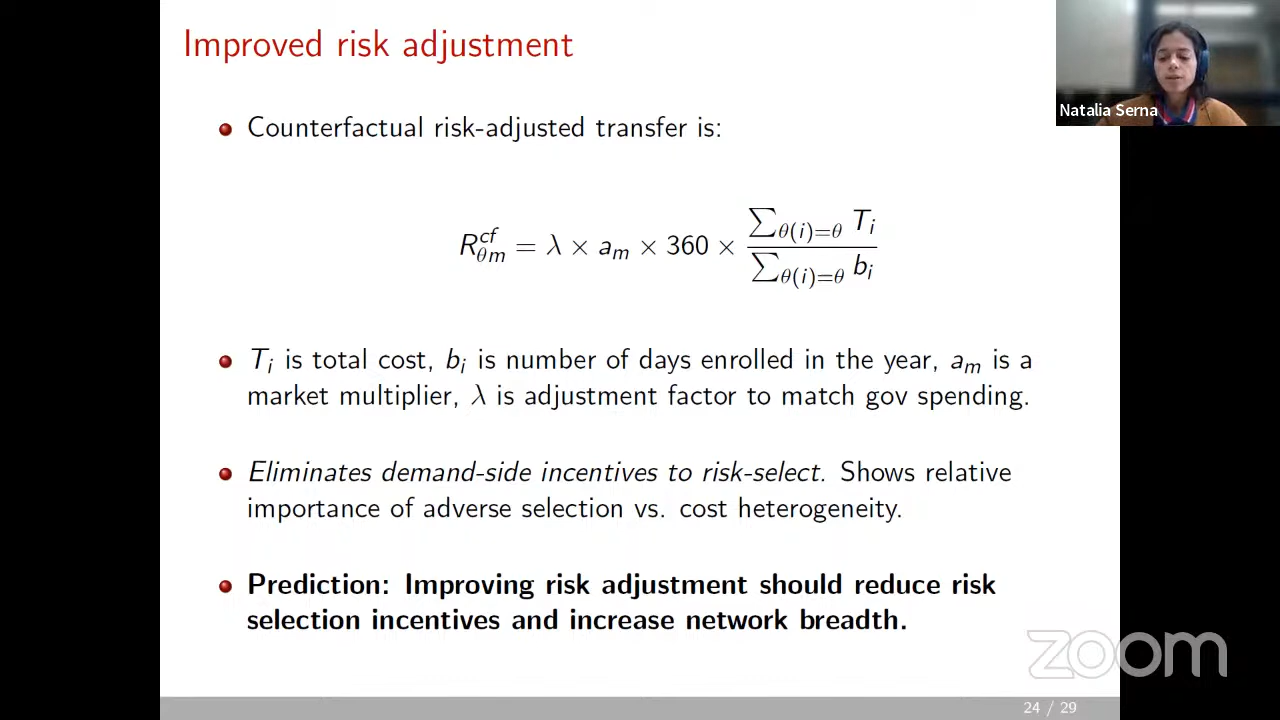 Improved risk adjustment
Natalia Serna
Counterfactual risk-adjusted transfer is:
R^{cf}_{θm} = λ × a_m × 360 × \frac{∑_{θ(i)=θ} T_i}{∑_{θ(i)=θ} b_i}
T_i is total cost, b_i is number of days enrolled in the year, a_m is a
market multiplier, λ is adjustment factor to match gov spending.
Eliminates demand-side incentives to risk-select. Shows relative
importance of adverse selection vs. cost heterogeneity.
Prediction: Improving risk adjustment should reduce risk
selection incentives and increase network breadth.
zoom
24 / 29